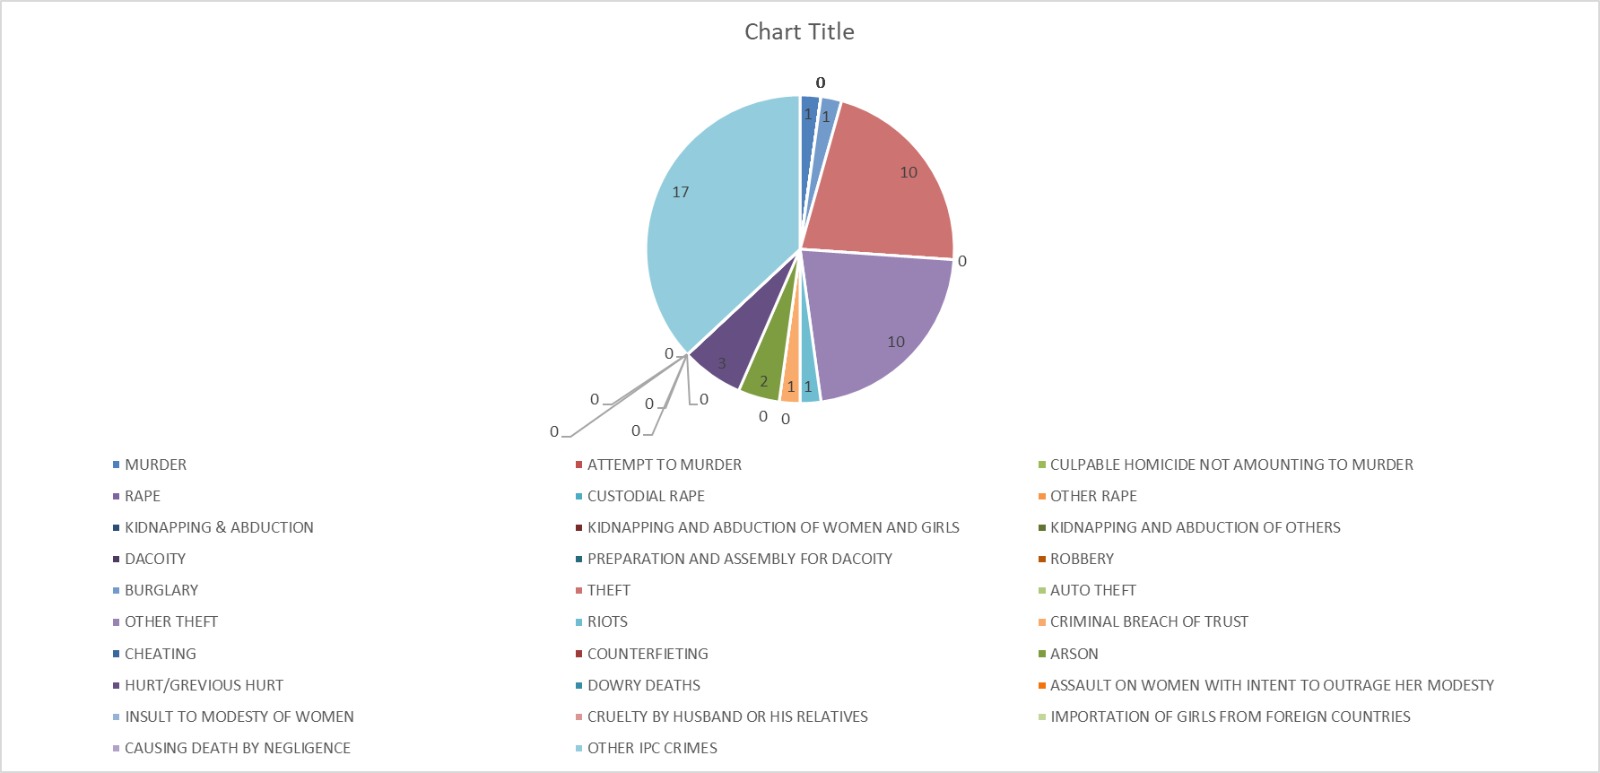 Chart Title
0
1 1
10
17
0
10
0
3
2 1 1
0 0 0
0 0
0 0
MURDER ATTEMPT TO MURDER CULPABLE HOMICIDE NOT AMOUNTING TO MURDER
RAPE CUSTODIAL RAPE OTHER RAPE
KIDNAPPING & ABDUCTION KIDNAPPING AND ABDUCTION OF WOMEN AND GIRLS KIDNAPPING AND ABDUCTION OF OTHERS
DACOITY PREPARATION AND ASSEMBLY FOR DACOITY ROBBERY
BURGLARY THEFT AUTO THEFT
OTHER THEFT RIOTS CRIMINAL BREACH OF TRUST
CHEATING COUNTERFIETING ARSON
HURT/GREVIOUS HURT DOWRY DEATHS ASSAULT ON WOMEN WITH INTENT TO OUTRAGE HER MODESTY
INSULT TO MODESTY OF WOMEN CRUELTY BY HUSBAND OR HIS RELATIVES IMPORTATION OF GIRLS FROM FOREIGN COUNTRIES
CAUSING DEATH BY NEGLIGENCE OTHER IPC CRIMES